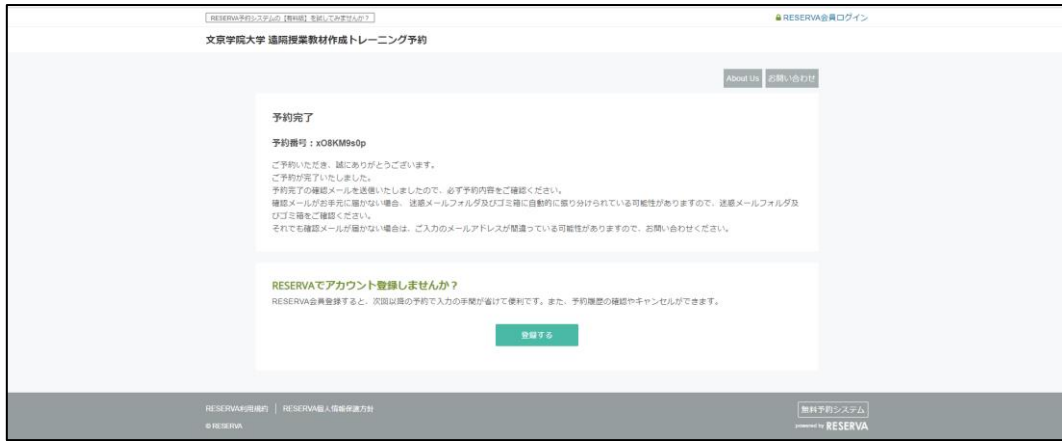 RESERVA予約システムの【有料版】を試してみませんか?
RESERVA会員ログイン
文京学院大学 遠隔授業教材作成トレーニング予約
About Us
お問い合わせ
予約完了
予約番号:xO8KM9s0p
ご予約いただき、誠にありがとうございます。
ご予約が完了いたしました。
予約完了の確認メールを送信いたしましたので、必ず予約内容をご確認ください。
確認メールがお手元に届かない場合、 迷惑メールフォルダ及びゴミ箱に自動的に振り分けられている可能性がありますので、迷惑メールフォルダ及
びゴミ箱をご確認ください。
それでも確認メールが届かない場合は、ご入力のメールアドレスが間違っている可能性がありますので、お問い合わせください。
RESERVAでアカウント登録しませんか?
RESERVA会員登録すると、次回以降の予約で入力の手間が省けて便利です。また、予約履歴の確認やキャンセルができます。
登録する
RESERVA利用規約 | RESERVA個人情報保護方針
無料予約システム
© RESERVA
powered by RESERVA